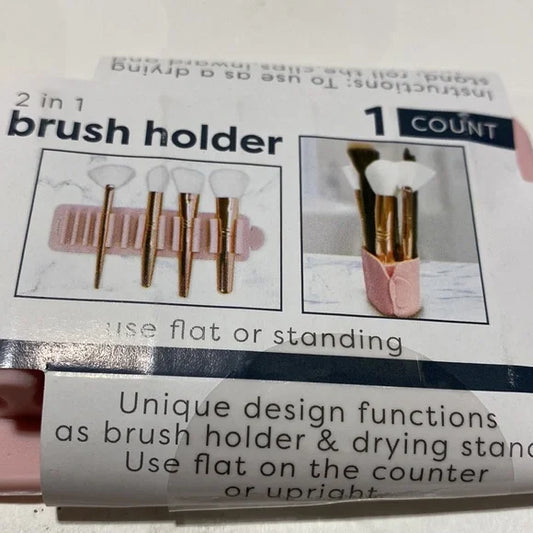 Instructions: To use as a drying
stand, roll the clips inward and
2 in 1
brush holder
1 COUNT
use flat or standing
Unique design functions
as brush holder & drying stand
Use flat on the counter
or upright